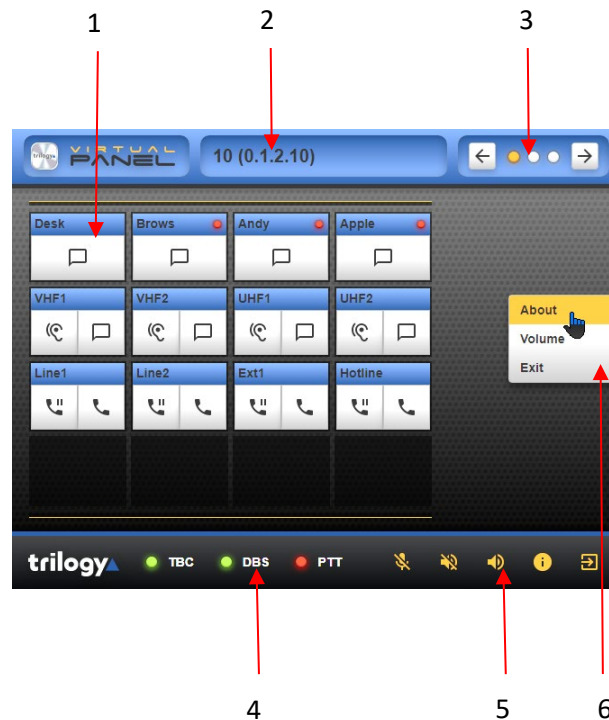 1 2 3
trilogy VIRTUAL PANEL
10 (0.1.2.10)
Desk Brows Andy Apple
VHF1 VHF2 UHF1 UHF2
About
Volume
Exit
Line1 Line2 Ext1 Hotline
trilogy TBC DBS PTT
4 5 6